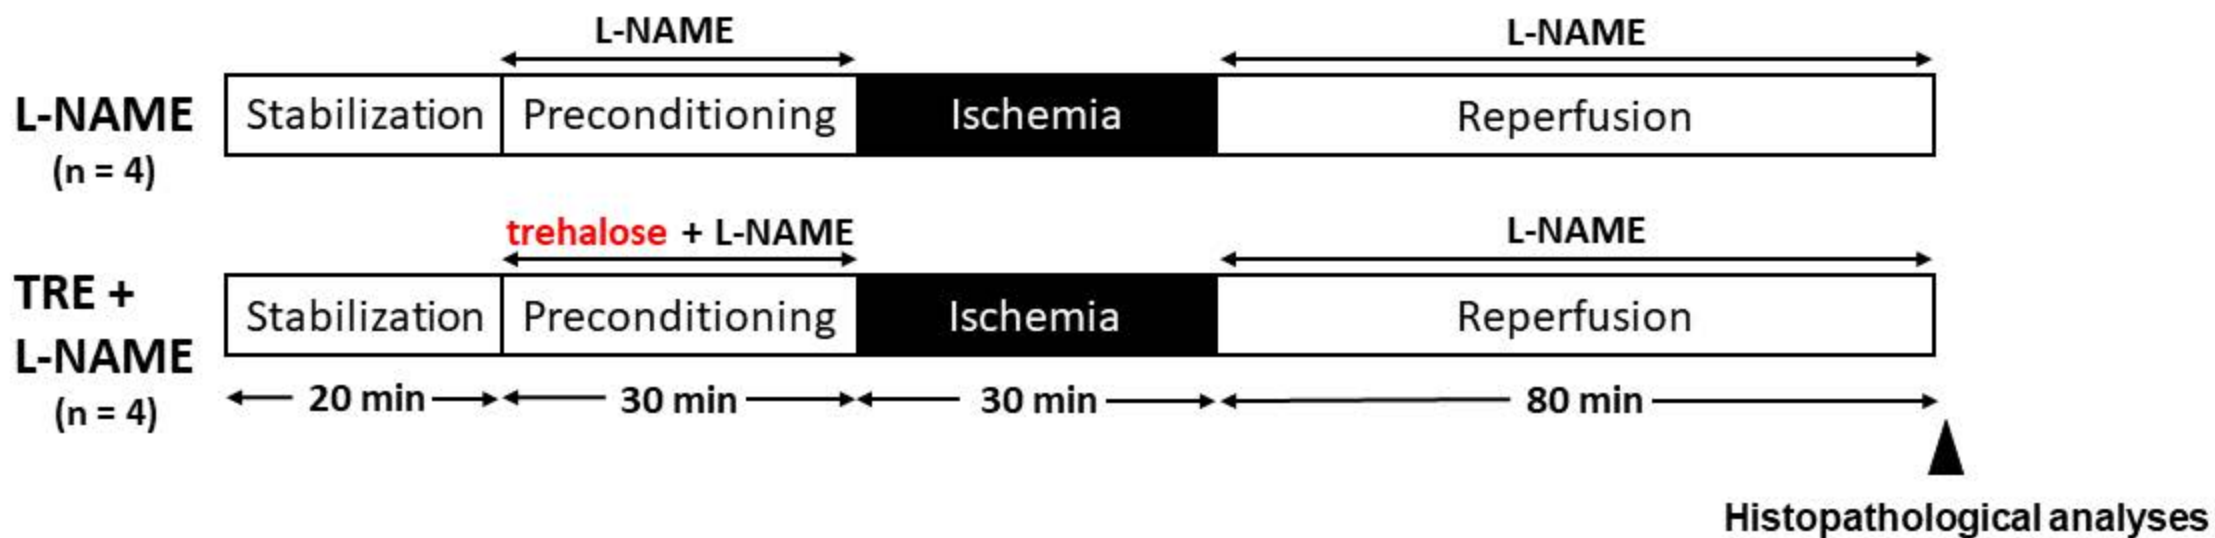 L-NAME L-NAME
L-NAME Stabilization Preconditioning Ischemia Reperfusion
(n = 4)
trehalose + L-NAME L-NAME
TRE +
L-NAME Stabilization Preconditioning Ischemia Reperfusion
(n = 4)
20 min 30 min 30 min 80 min
Histopathological analyses